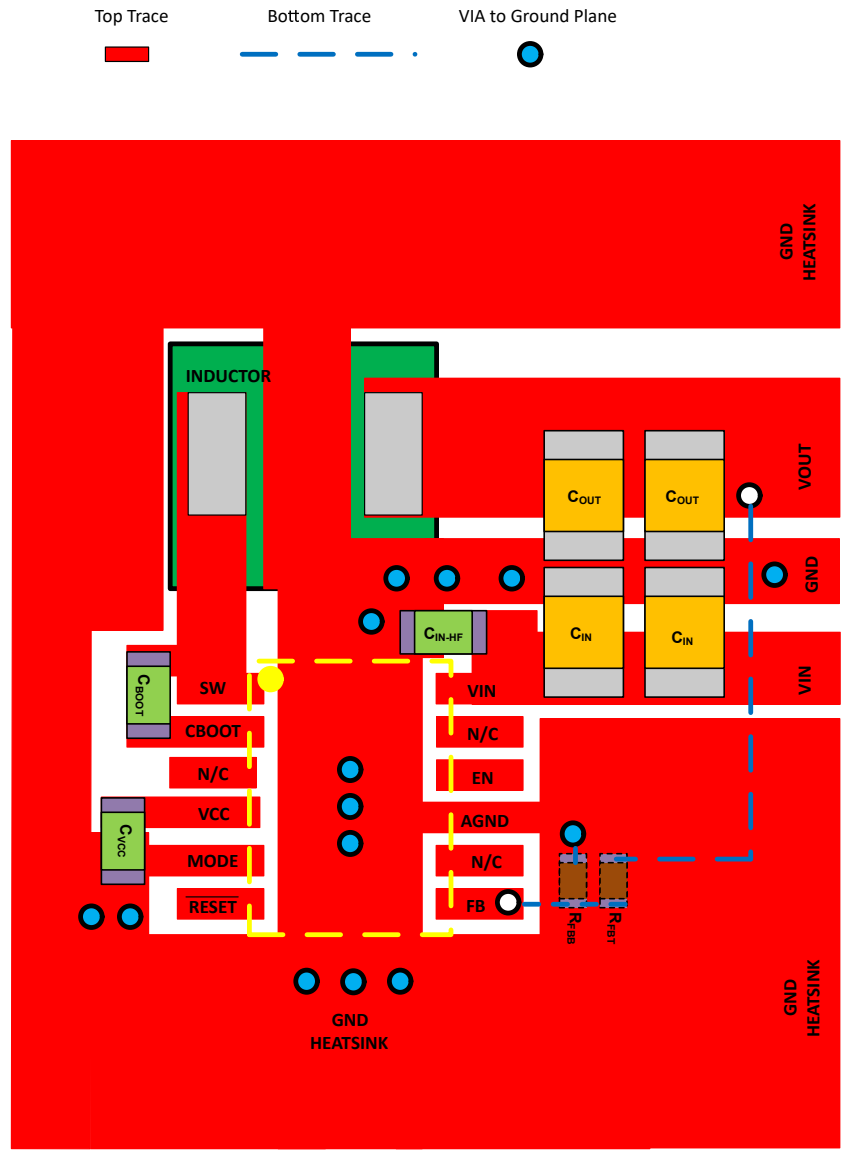 Top Trace
Bottom Trace
VIA to Ground Plane
GND
HEATSINK
INDUCTOR
VOUT
COUT
COUT
GND
CIN-HF
CIN
CIN
VIN
CBOOT
SW
VIN
CBOOT
N/C
N/C
EN
CVCC
VCC
AGND
MODE
N/C
RESET
FB
RFBB
RFBT
GND
HEATSINK
GND
HEATSINK